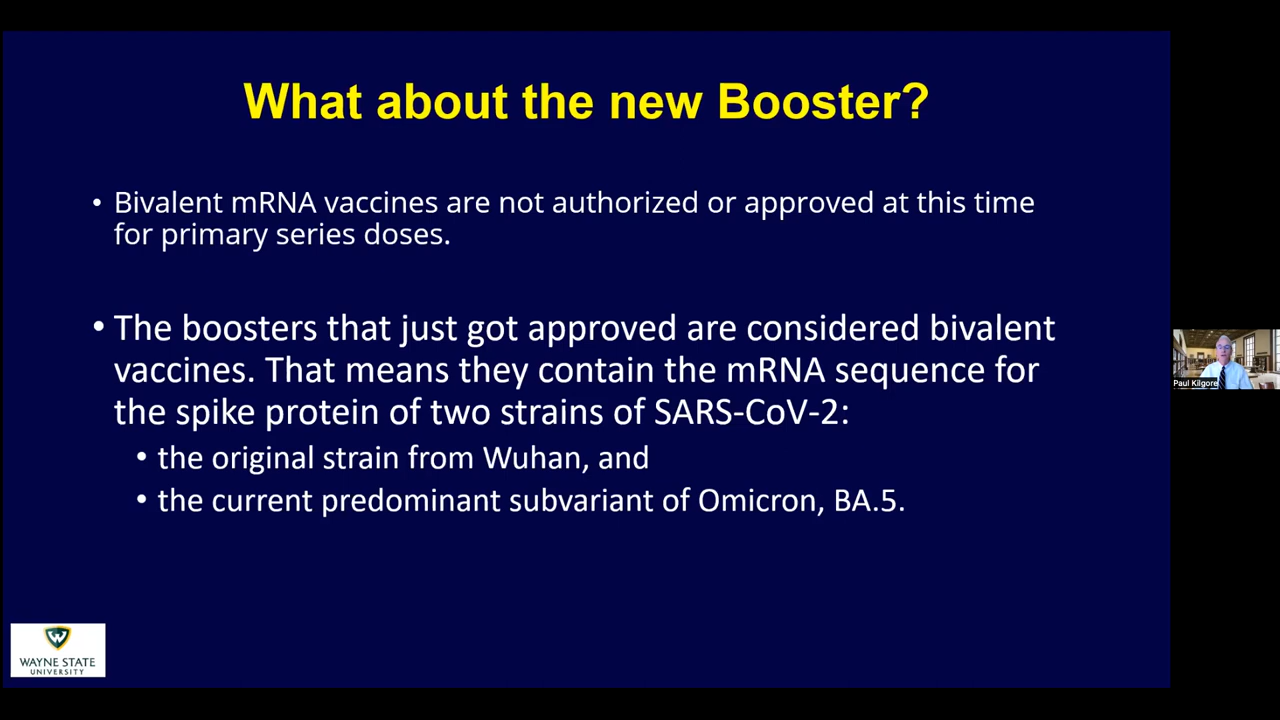 What about the new Booster?
• Bivalent mRNA vaccines are not authorized or approved at this time
for primary series doses.
• The boosters that just got approved are considered bivalent
vaccines. That means they contain the mRNA sequence for
the spike protein of two strains of SARS-CoV-2:
• the original strain from Wuhan, and
• the current predominant subvariant of Omicron, BA.5.
Paul Kilgore
W
WAYNE STATE
UNIVERSITY